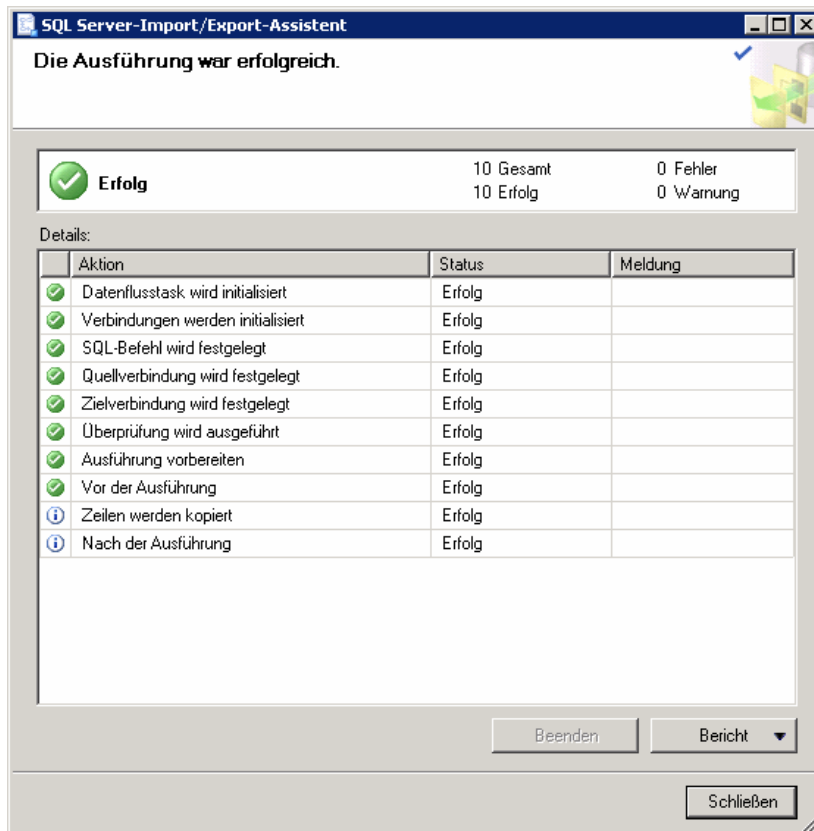 SQL Server-Import/Export-Assistent
Die Ausführung war erfolgreich.
Erfolg
10 Gesamt 0 Fehler
10 Erfolg 0 Warnung
Details:
Aktion Status Meldung
Datenflusstask wird initialisiert Erfolg
Verbindungen werden initialisiert Erfolg
SQL-Befehl wird festgelegt Erfolg
Quellverbindung wird festgelegt Erfolg
Zielverbindung wird festgelegt Erfolg
Überprüfung wird ausgeführt Erfolg
Ausführung vorbereiten Erfolg
Vor der Ausführung Erfolg
Zeilen werden kopiert Erfolg
Nach der Ausführung Erfolg
Beenden Bericht
Schließen